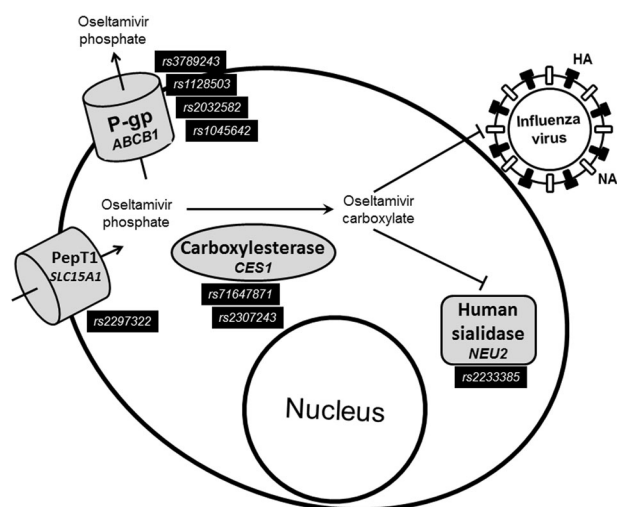 Oseltamivir
phosphate
rs3789243
rs1128503
rs2032582
rs1045642
P-gp
ABCB1
HA
Influenza
virus
NA
Oseltamivir
phosphate
Oseltamivir
carboxylate
PepT1
SLC15A1
rs2297322
Carboxylesterase
CES1
rs71647871
rs2307243
Human
sialidase
NEU2
rs2233385
Nucleus